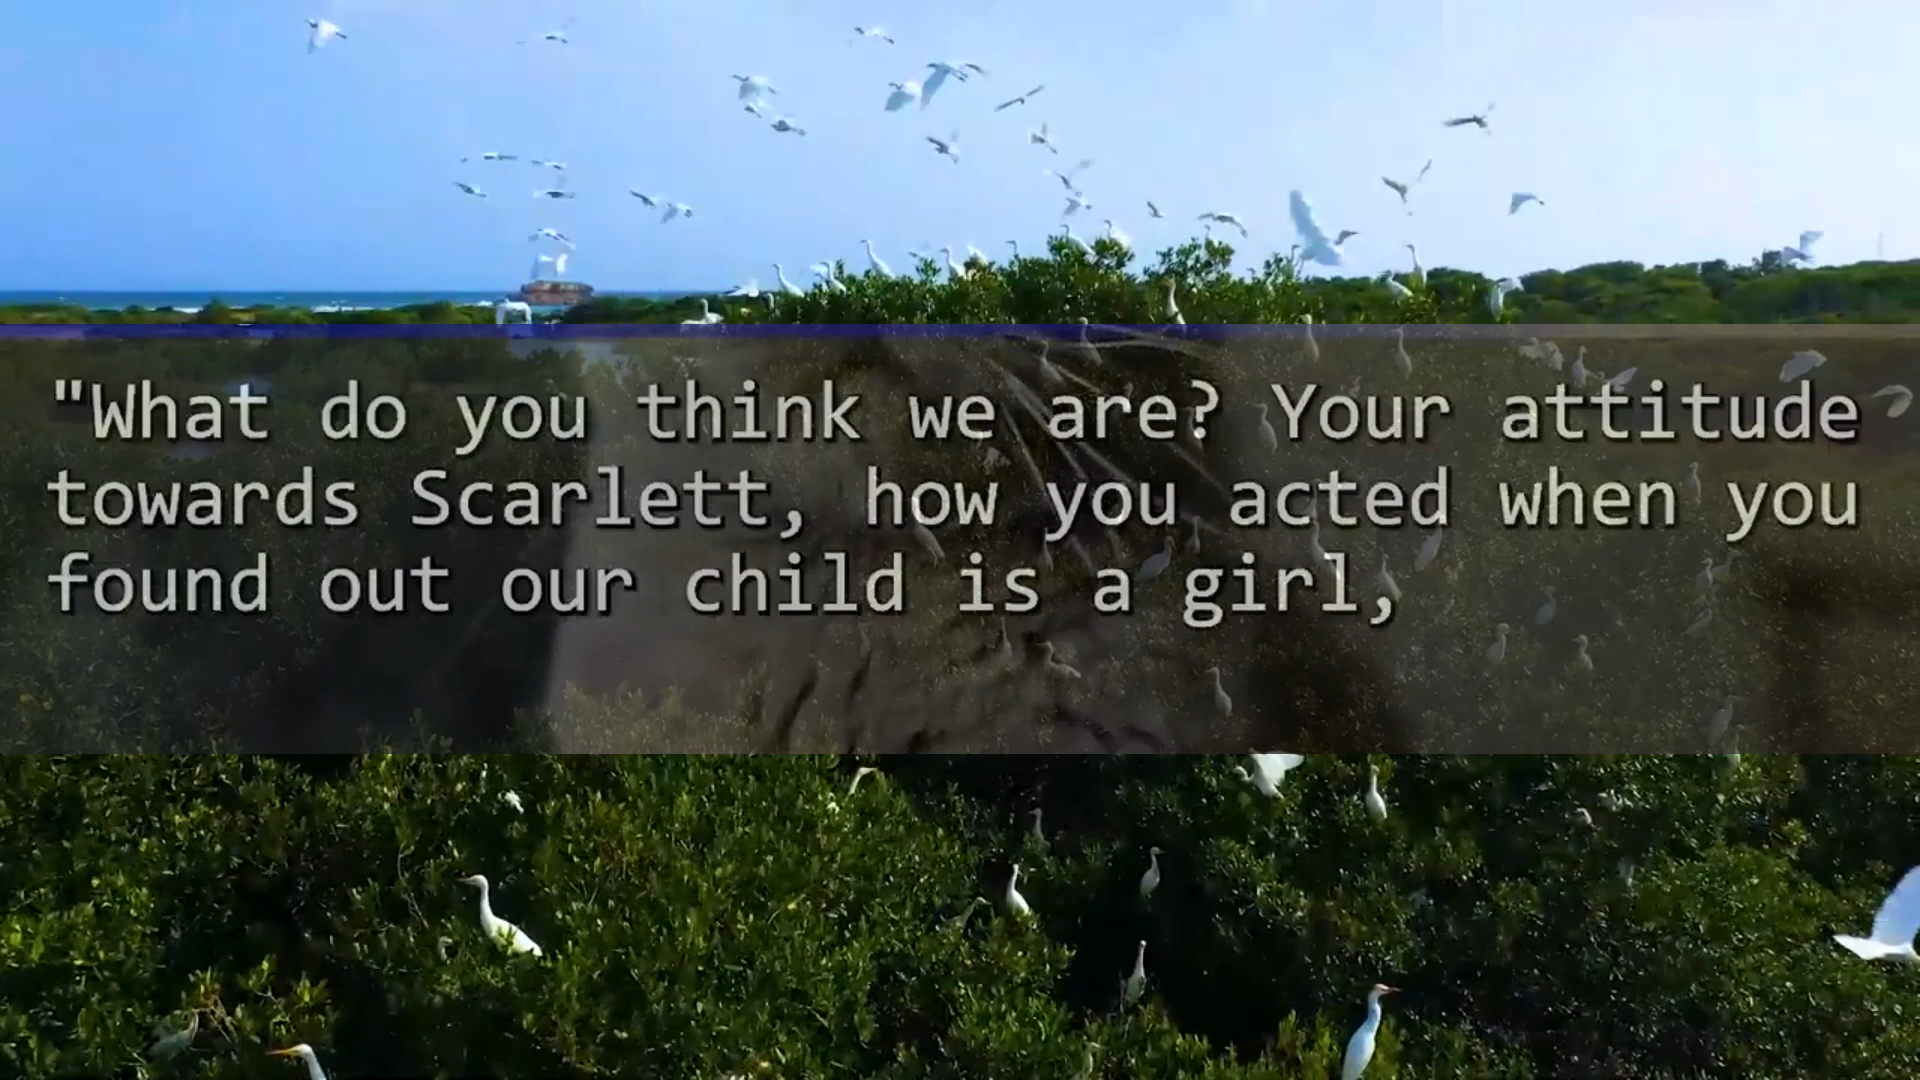 "What do you think we are? Your attitude
towards Scarlett, how you acted when you
found out our child is a girl,